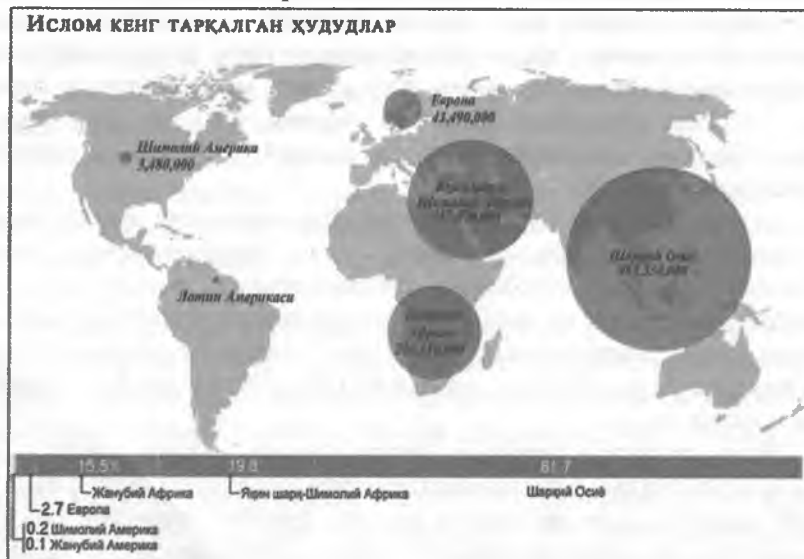 ИСЛОМ КЕНГ ТАРҚАЛГАН ҲУДУДЛАР
Европа
43,490,000
Шимолий Америка
3,480,000
Лотин Америкаси
Шарқий Осиё
15.5%
19.8
61.7
Жанубий Африка
Яқин шарқ-Шимолий Африка
Шарқий Осиё
2.7 Европа
0.2 Шимолий Америка
0.1 Жанубий Америка